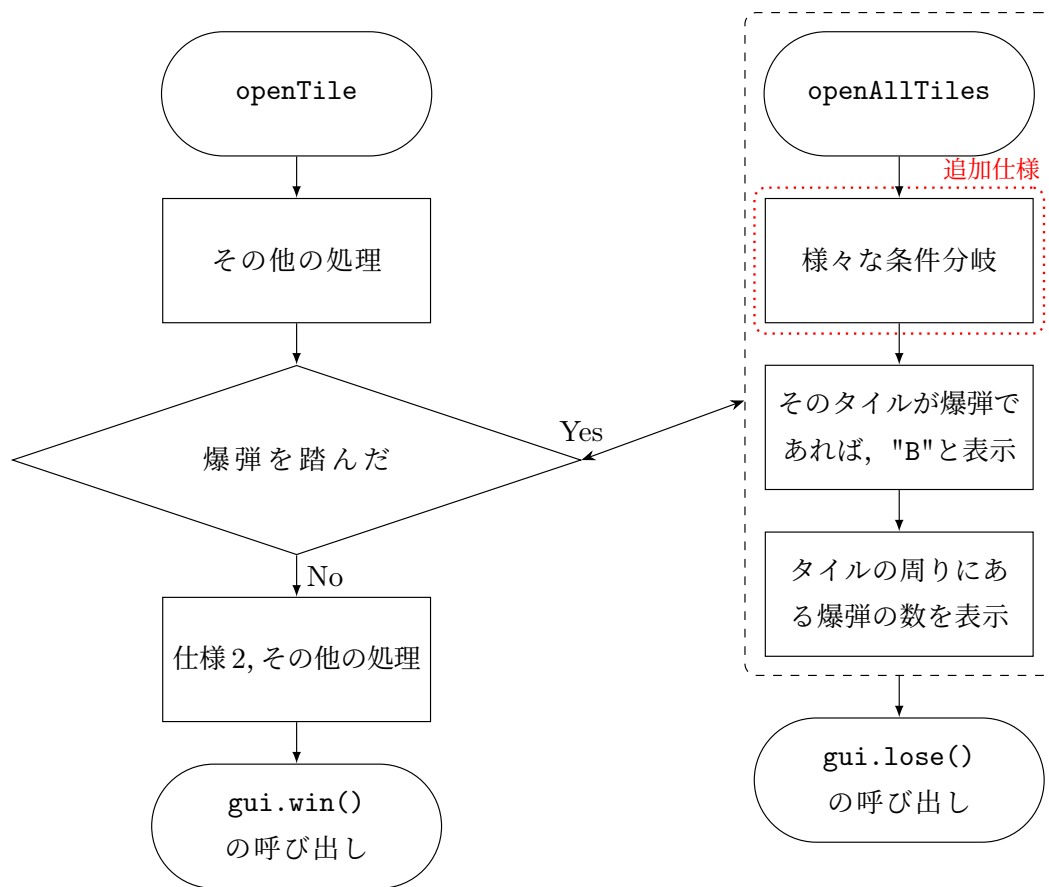 openTile
その他の処理
爆弾を踏んだ
Yes
No
仕様2, その他の処理
gui.win()
の呼び出し
openAllTiles
追加仕様
様々な条件分岐
そのタイルが爆弾で
あれば，"B"と表示
タイルの周りにあ
る爆弾の数を表示
gui.lose()
の呼び出し